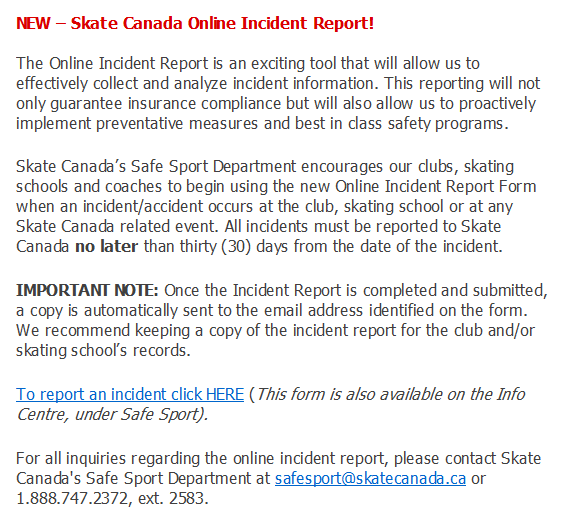 NEW – Skate Canada Online Incident Report!
The Online Incident Report is an exciting tool that will allow us to
effectively collect and analyze incident information. This reporting will not
only guarantee insurance compliance but will also allow us to proactively
implement preventative measures and best in class safety programs.
Skate Canada’s Safe Sport Department encourages our clubs, skating
schools and coaches to begin using the new Online Incident Report Form
when an incident/accident occurs at the club, skating school or at any
Skate Canada related event. All incidents must be reported to Skate
Canada no later than thirty (30) days from the date of the incident.
IMPORTANT NOTE: Once the Incident Report is completed and submitted,
a copy is automatically sent to the email address identified on the form.
We recommend keeping a copy of the incident report for the club and/or
skating school’s records.
To report an incident click HERE (This form is also available on the Info
Centre, under Safe Sport).
For all inquiries regarding the online incident report, please contact Skate
Canada's Safe Sport Department at safesport@skatecanada.ca or
1.888.747.2372, ext. 2583.